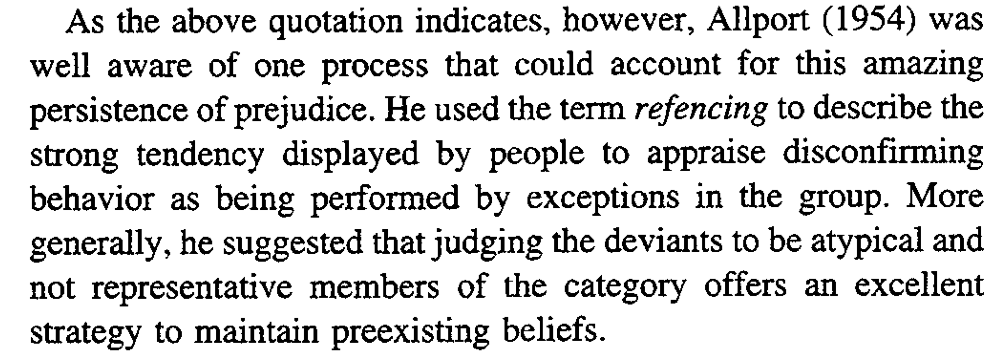 As the above quotation indicates, however, Allport (1954) was
well aware of one process that could account for this amazing
persistence of prejudice. He used the term refencing to describe the
strong tendency displayed by people to appraise disconfirming
behavior as being performed by exceptions in the group. More
generally, he suggested that judging the deviants to be atypical and
not representative members of the category offers an excellent
strategy to maintain preexisting beliefs.